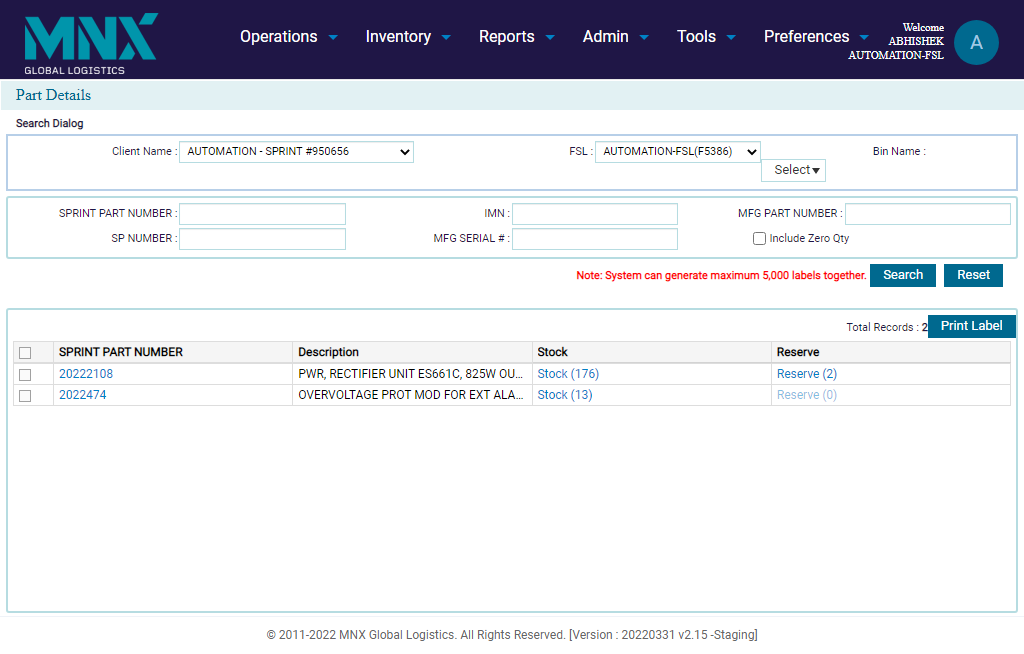 MNX
GLOBAL LOGISTICS
Operations Inventory Reports Admin Tools Preferences
Welcome
ABHISHEK
AUTOMATION-FSL
A
Part Details
Search Dialog
Client Name : AUTOMATION - SPRINT #950656 FSL : AUTOMATION-FSL(F5386) Bin Name :
Select
SPRINT PART NUMBER : IMN : MFG PART NUMBER :
SP NUMBER : MFG SERIAL # : Include Zero Qty
Note: System can generate maximum 5,000 labels together. Search Reset
Total Records : 2 Print Label
SPRINT PART NUMBER Description Stock Reserve
20222108 PWR, RECTIFIER UNIT ES661C, 825W OU... Stock (176) Reserve (2)
2022474 OVERVOLTAGE PROT MOD FOR EXT ALA... Stock (13) Reserve (0)
© 2011-2022 MNX Global Logistics. All Rights Reserved. [Version : 20220331 v2.15 -Staging]